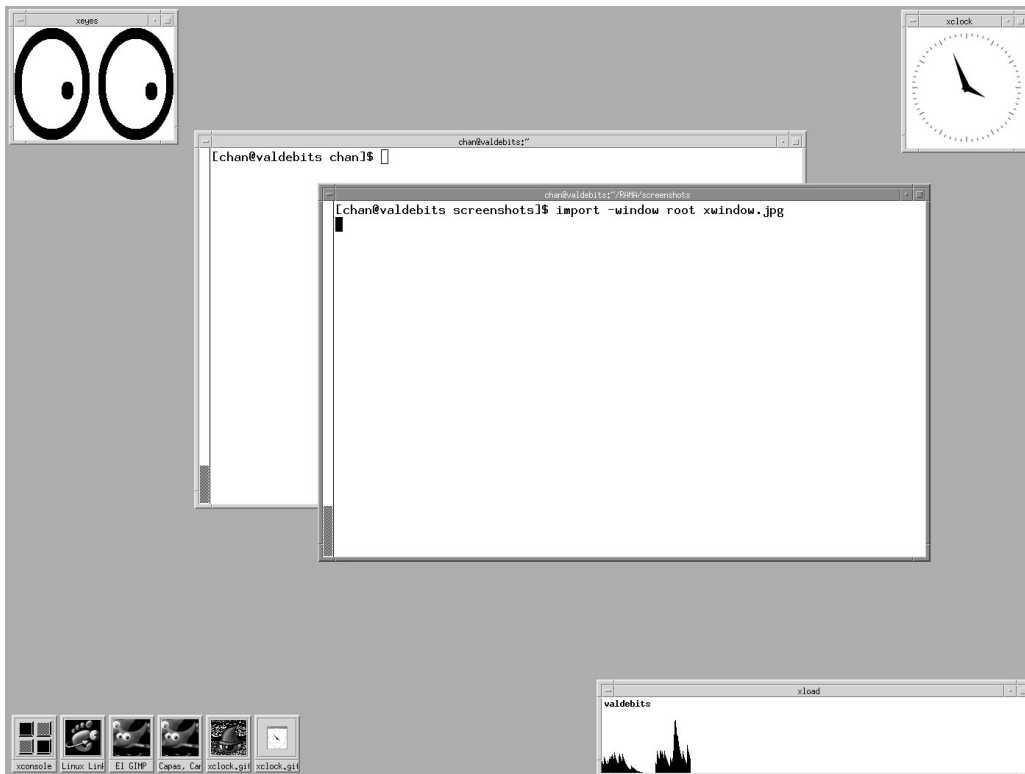 xeyes
xclock
chan@valdebits:~
[chan@valdebits chan]$
chan@valdebits:~/RAMA/screenshots
[chan@valdebits screenshots]$ import -window root xwindow.jpg
xload
valdebits
xconsole
Linux Link
El GIMP
Capas, Can
xclock.gif
xclock.gif